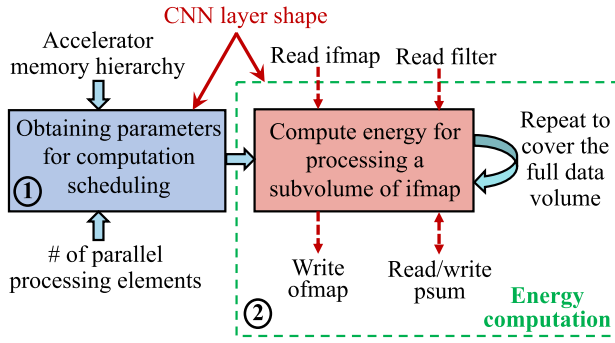 CNN layer shape
Accelerator
memory hierarchy
Read ifmap
Read filter
Obtaining parameters
for computation
scheduling
1
Compute energy for
processing a
subvolume of ifmap
Repeat to
cover the
full data
volume
# of parallel
processing elements
Write
ofmap
Read/write
psum
2
Energy
computation